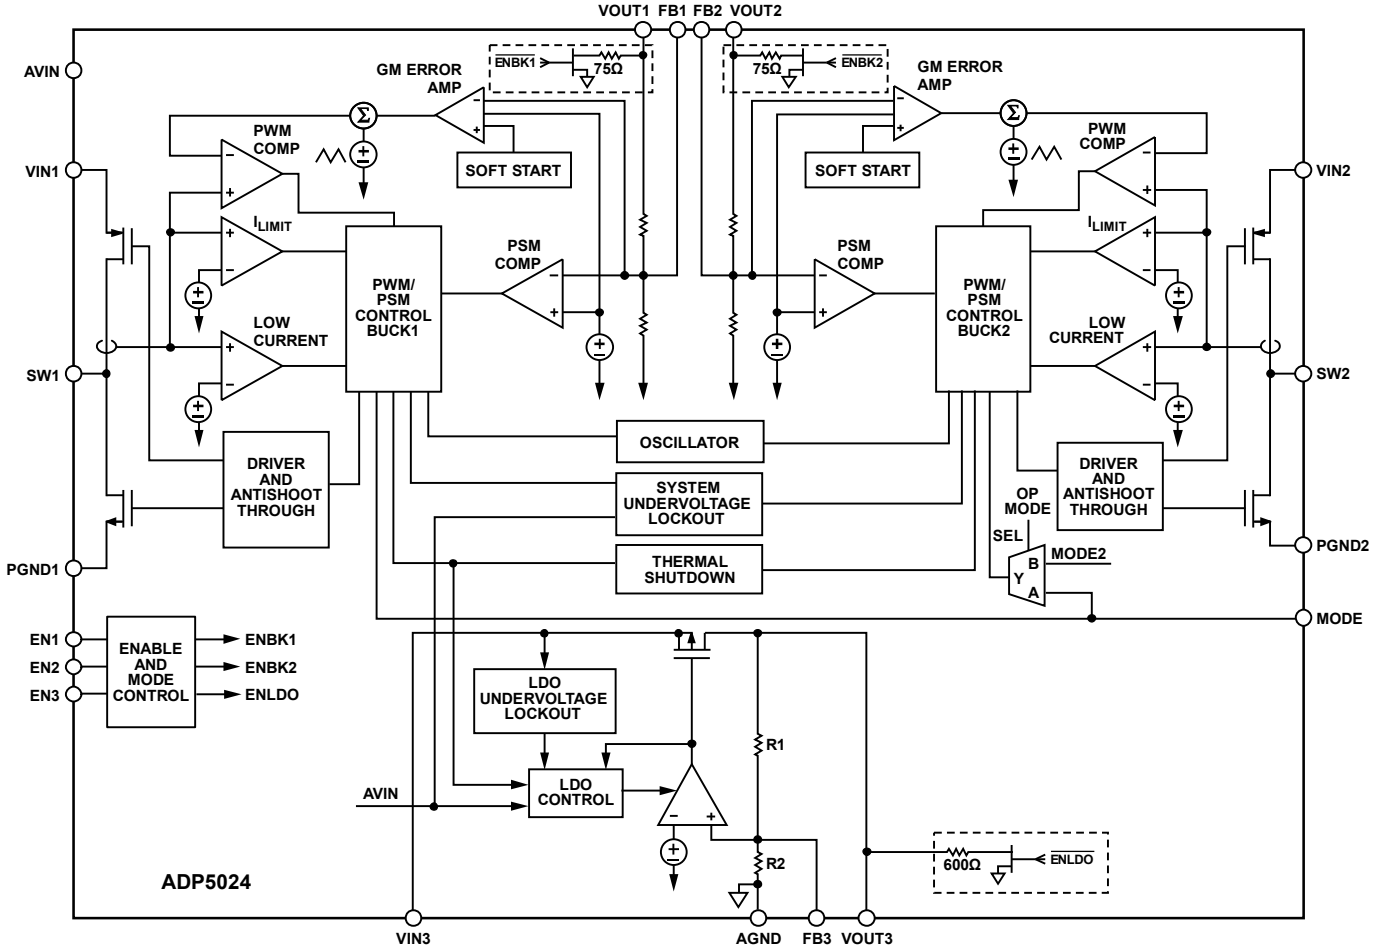 VOUT1 FB1 FB2 VOUT2
AVIN
ENBK1
75Ω
75Ω
ENBK2
GM ERROR
AMP
GM ERROR
AMP
Σ
Σ
PWM
COMP
PWM
COMP
SOFT START
SOFT START
VIN1
VIN2
ILIMIT
ILIMIT
PSM
COMP
PSM
COMP
PWM/
PSM
CONTROL
BUCK1
PWM/
PSM
CONTROL
BUCK2
LOW
CURRENT
LOW
CURRENT
SW1
SW2
OSCILLATOR
DRIVER
AND
ANTISHOOT
THROUGH
SYSTEM
UNDERVOLTAGE
LOCKOUT
DRIVER
AND
ANTISHOOT
THROUGH
OP
MODE
SEL
MODE2
B
Y
A
THERMAL
SHUTDOWN
PGND1
PGND2
MODE
EN1
EN2
EN3
ENABLE
AND
MODE
CONTROL
ENBK1
ENBK2
ENLDO
LDO
UNDERVOLTAGE
LOCKOUT
R1
AVIN
LDO
CONTROL
R2
600Ω
ENLDO
ADP5024
VIN3
AGND
FB3
VOUT3